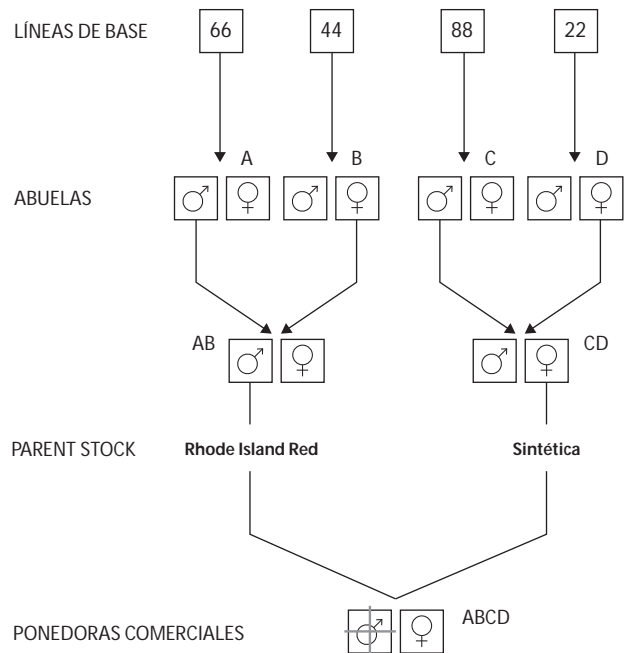 LÍNEAS DE BASE 66 44 88 22
A B C D
ABUELAS
AB CD
PARENT STOCK Rhode Island Red Sintética
ABCD
PONEDORAS COMERCIALES